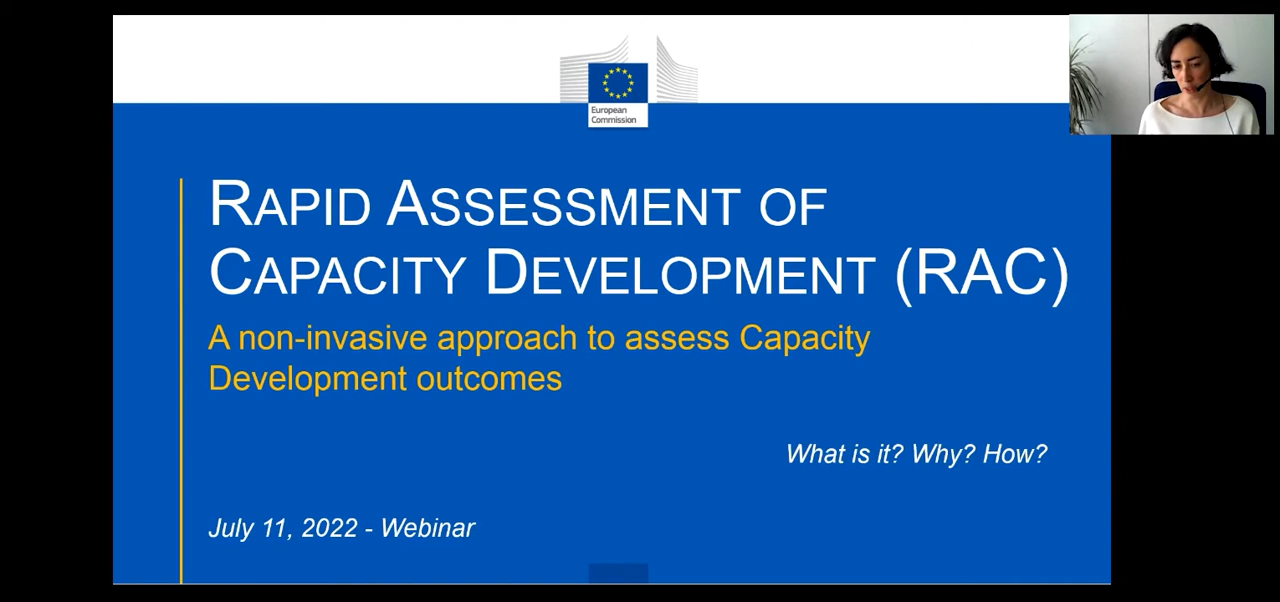 European
Commission
RAPID ASSESSMENT OF
CAPACITY DEVELOPMENT (RAC)
A non-invasive approach to assess Capacity
Development outcomes
What is it? Why? How?
July 11, 2022 - Webinar